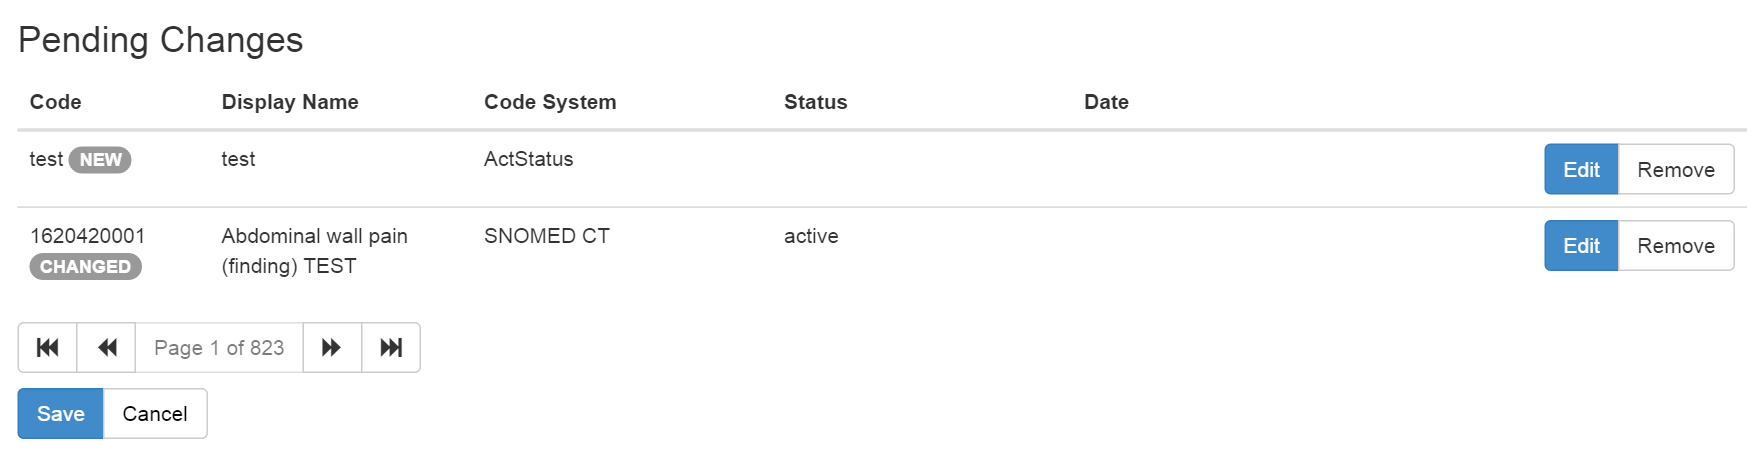 Pending Changes
Code Display Name Code System Status Date
test NEW test ActStatus Edit Remove
1620420001 Abdominal wall pain SNOMED CT active Edit Remove
CHANGED (finding) TEST
Page 1 of 823
Save Cancel